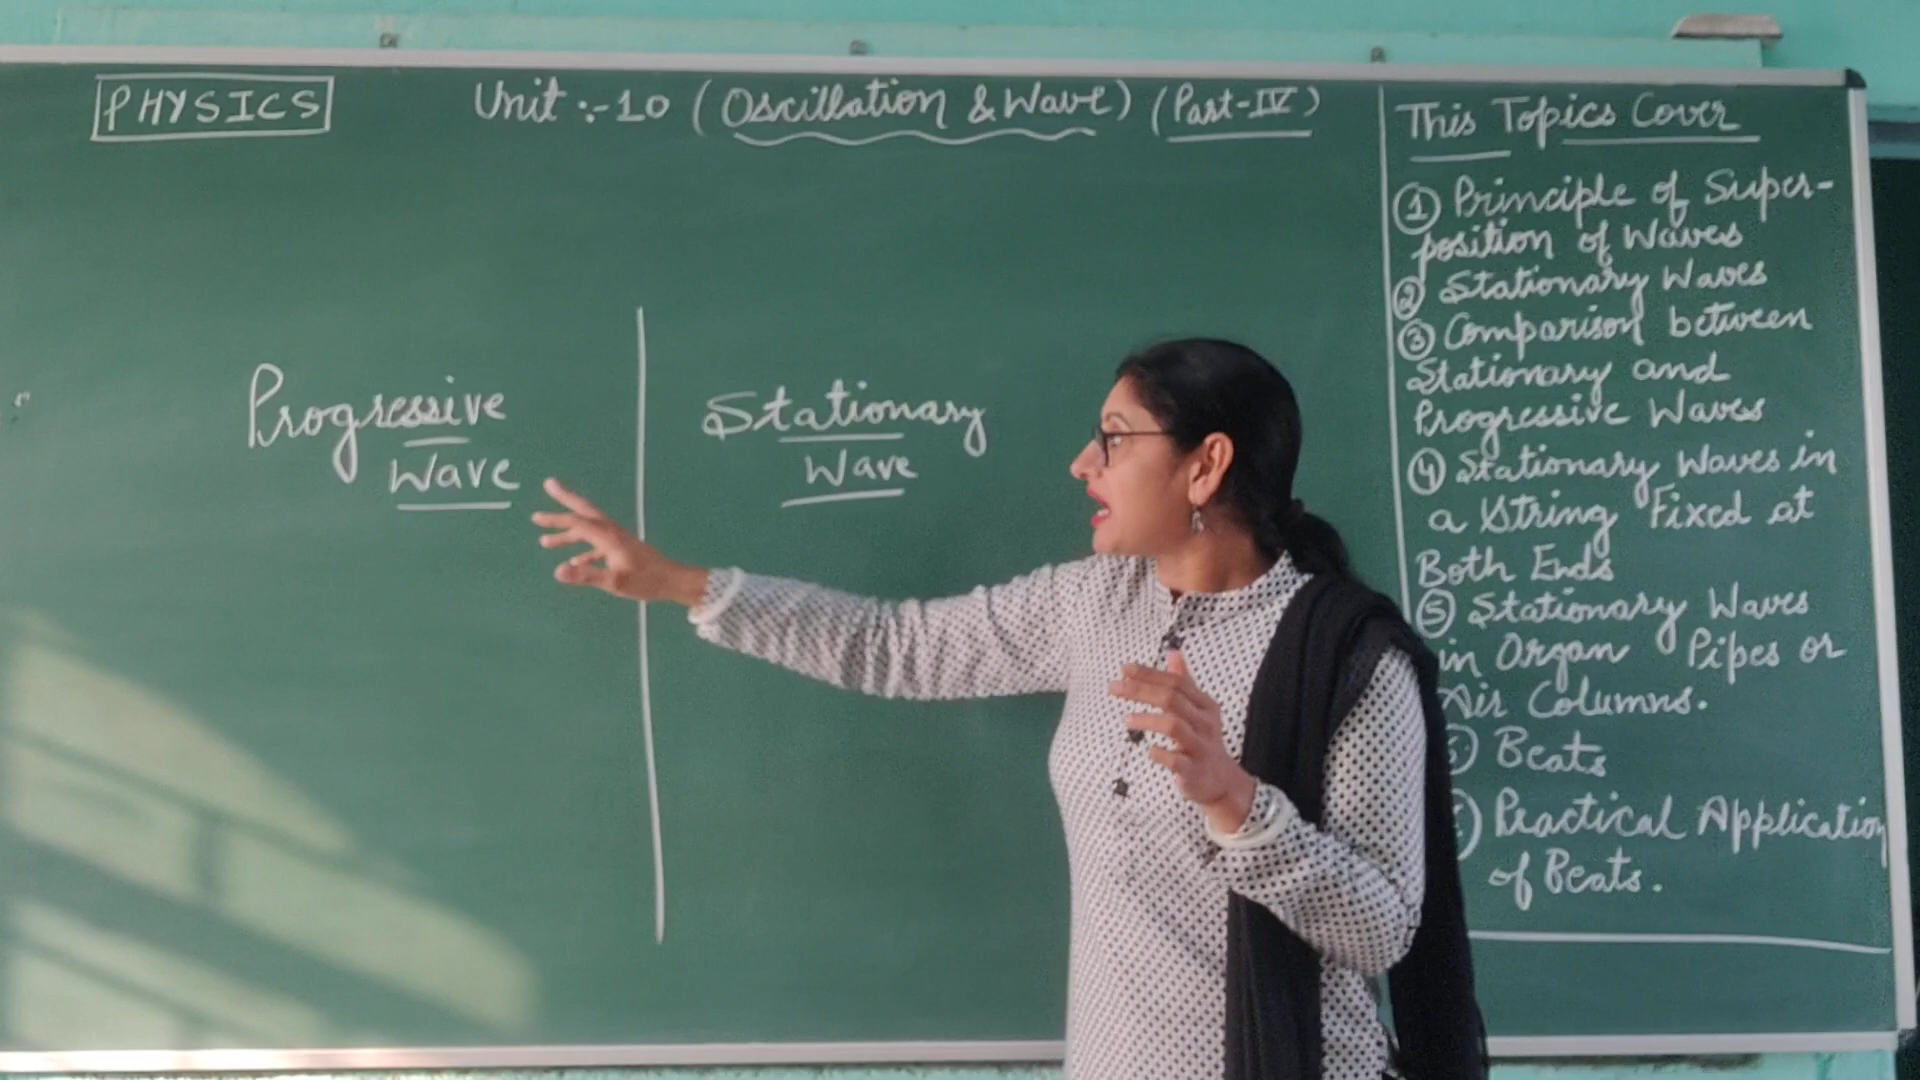 PHYSICS
Unit :- 10 ( Oscillation & Wave ) ( Part-IV )
Progressive
Wave
Stationary
Wave
This Topics Cover
① Principle of Super-
position of Waves
② Stationary Waves
③ Comparison between
Stationary and
Progressive Waves
④ Stationary Waves in
a String Fixed at
Both Ends
⑤ Stationary Waves
in Organ Pipes or
Air Columns.
Beats
Practical Application
of Beats.